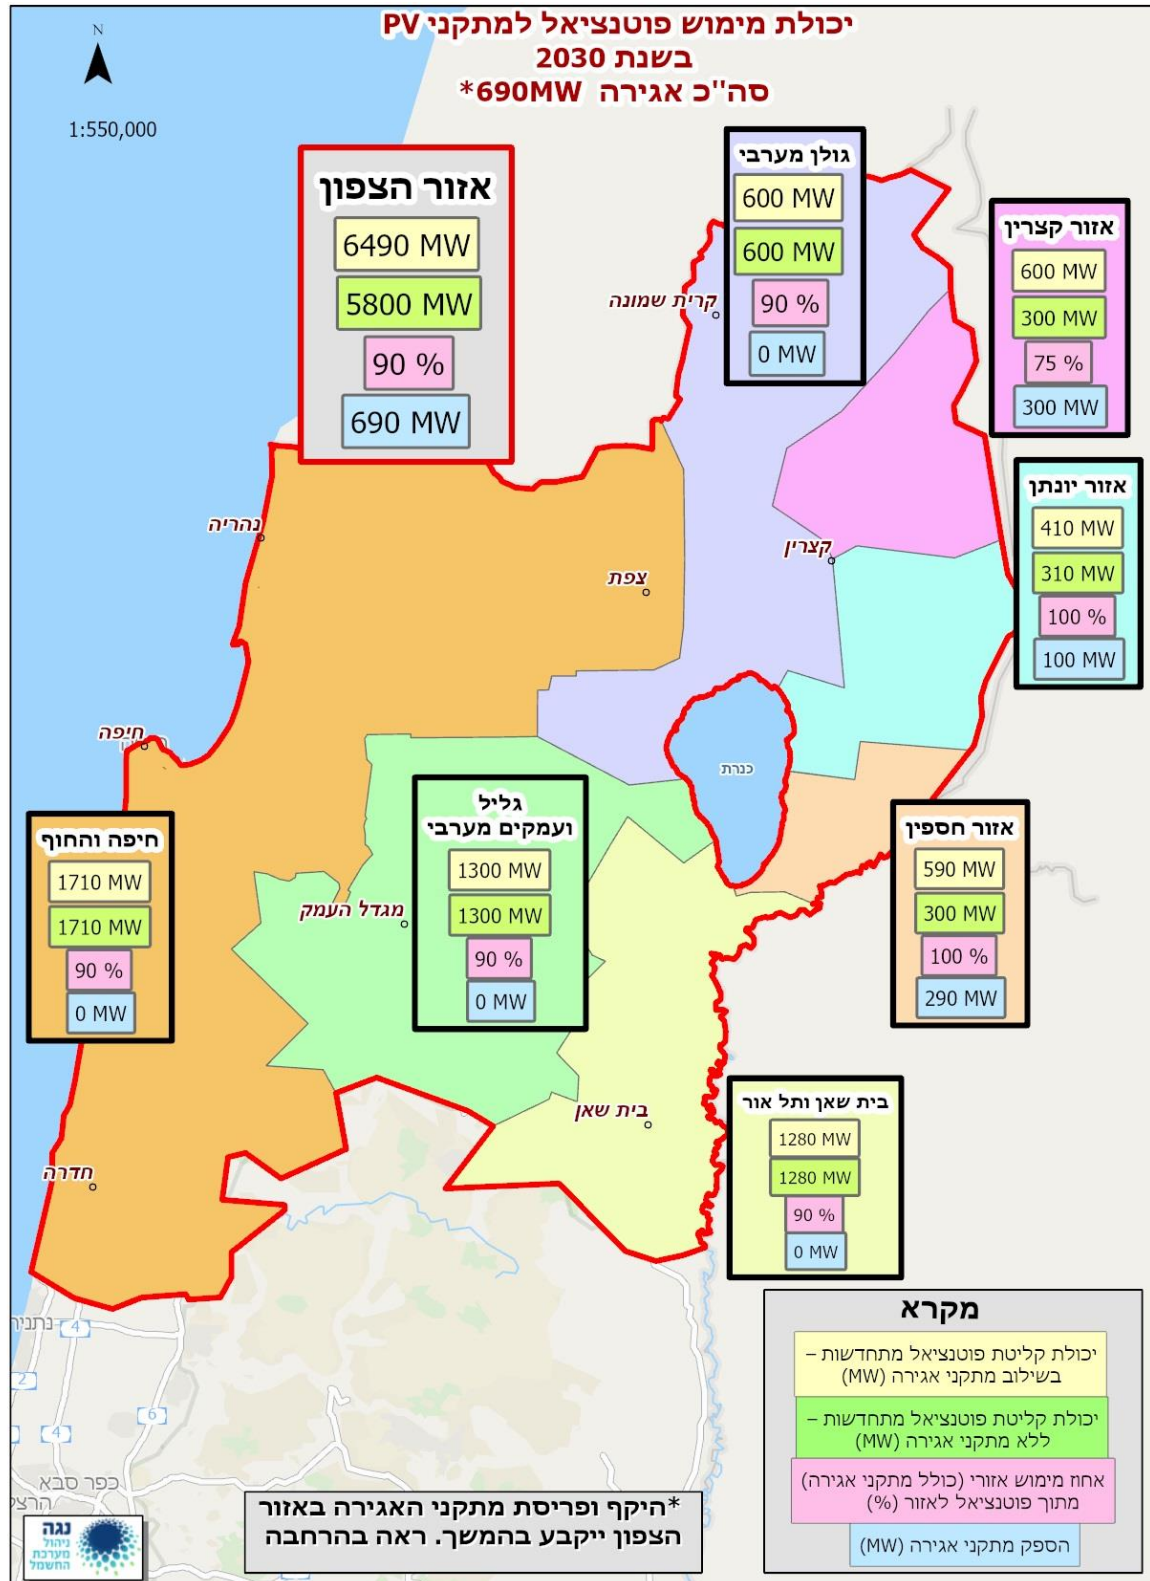 יכולת מימוש פוטנציאל למתקני PV
בשנת 2030
סה''כ אגירה 690MW*
N
1:550,000
אזור הצפון
6490 MW
5800 MW
90 %
690 MW
גולן מערבי
600 MW
600 MW
90 %
0 MW
אזור קצרין
600 MW
300 MW
75 %
300 MW
קרית שמונה
אזור יונתן
410 MW
310 MW
100 %
100 MW
נהריה
צפת
קצרין
חיפה
כנרת
חיפה והחוף
1710 MW
1710 MW
90 %
0 MW
גליל
ועמקים מערבי
1300 MW
1300 MW
90 %
0 MW
מגדל העמק
אזור חספין
590 MW
300 MW
100 %
290 MW
בית שאן
בית שאן ותל אור
1280 MW
1280 MW
90 %
0 MW
חדרה
4
2
6
4
כפר סבא
מקרא
יכולת קליטת פוטנציאל מתחדשות –
בשילוב מתקני אגירה (MW)
יכולת קליטת פוטנציאל מתחדשות –
ללא מתקני אגירה (MW)
אחוז מימוש אזורי (כולל מתקני אגירה)
מתוך פוטנציאל לאזור (%)
הספק מתקני אגירה (MW)
*היקף ופריסת מתקני האגירה באזור
הצפון ייקבע בהמשך. ראה בהרחבה
נגה
ניהול
מערכת
החשמל